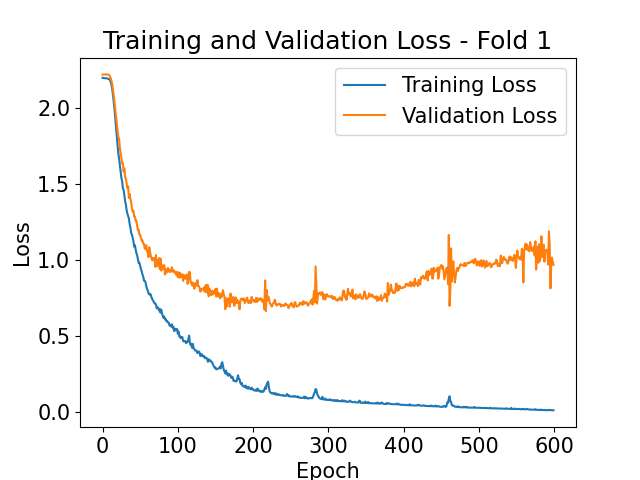 Training and Validation Loss - Fold 1
Training Loss
Validation Loss
Loss
2.0
1.5
1.0
0.5
0.0
0 100 200 300 400 500 600
Epoch